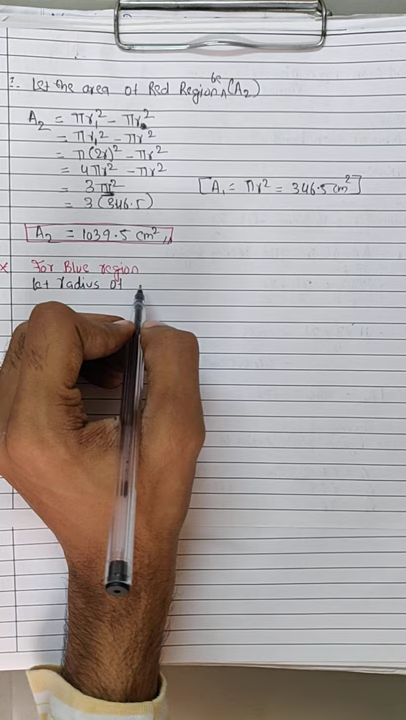 ∴ Let the area of Red Region be (A₂)
A₂ = πr₁² - πr²
= πr₁² - πr²
= π(2r)² - πr²
= 4πr² - πr²
= 3πr² [A₁ = πr² = 346.5 cm²]
= 3(346.5)
A₂ = 1039.5 cm²,,
For Blue region
let radius of